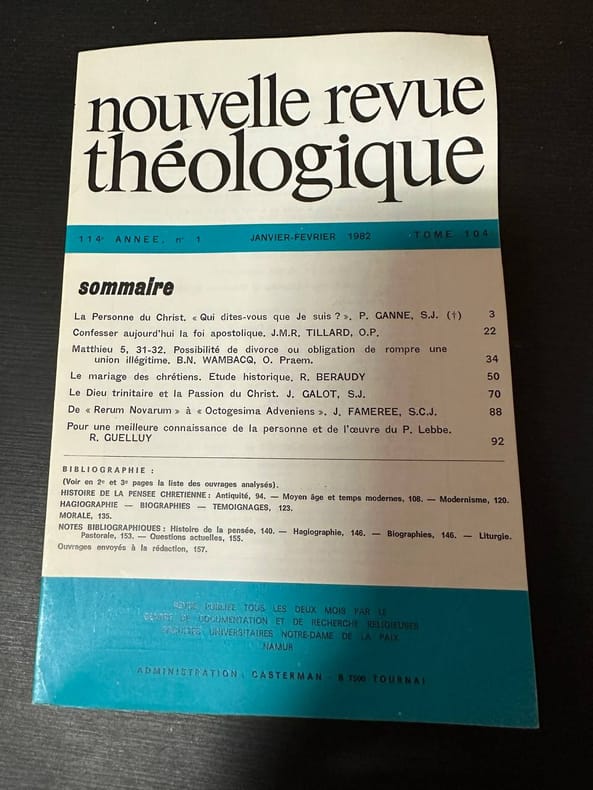 nouvelle revue
théologique
114e ANNEE, n° 1 JANVIER-FEVRIER 1982 TOME 104
sommaire
La Personne du Christ. « Qui dites-vous que Je suis ? ». P. GANNE, S.J. (†) 3
Confesser aujourd'hui la foi apostolique. J.M.R. TILLARD, O.P. 22
Matthieu 5, 31-32. Possibilité de divorce ou obligation de rompre une
union illégitime. B.N. WAMBACQ, O. Praem. 34
Le mariage des chrétiens. Etude historique. R. BERAUDY 50
Le Dieu trinitaire et la Passion du Christ. J. GALOT, S.J. 70
De « Rerum Novarum » à « Octogesima Adveniens ». J. FAMEREE, S.C.J. 88
Pour une meilleure connaissance de la personne et de l'œuvre du P. Lebbe.
R. GUELLUY 92
BIBLIOGRAPHIE :
(Voir en 2e et 3e pages la liste des ouvrages analysés).
HISTOIRE DE LA PENSEE CHRETIENNE : Antiquité, 94. — Moyen âge et temps modernes, 108. — Modernisme, 120.
HAGIOGRAPHIE — BIOGRAPHIES — TEMOIGNAGES, 123.
MORALE, 135.
NOTES BIBLIOGRAPHIQUES : Histoire de la pensée, 140. — Hagiographie, 146. — Biographies, 146. — Liturgie.
Pastorale, 153. — Questions actuelles, 155.
Ouvrages envoyés à la rédaction, 157.
REVUE PUBLIEE TOUS LES DEUX MOIS PAR LE
CENTRE DE DOCUMENTATION ET DE RECHERCHE RELIGIEUSES
FACULTES UNIVERSITAIRES NOTRE-DAME DE LA PAIX
NAMUR
ADMINISTRATION : CASTERMAN - B 7500 TOURNAI